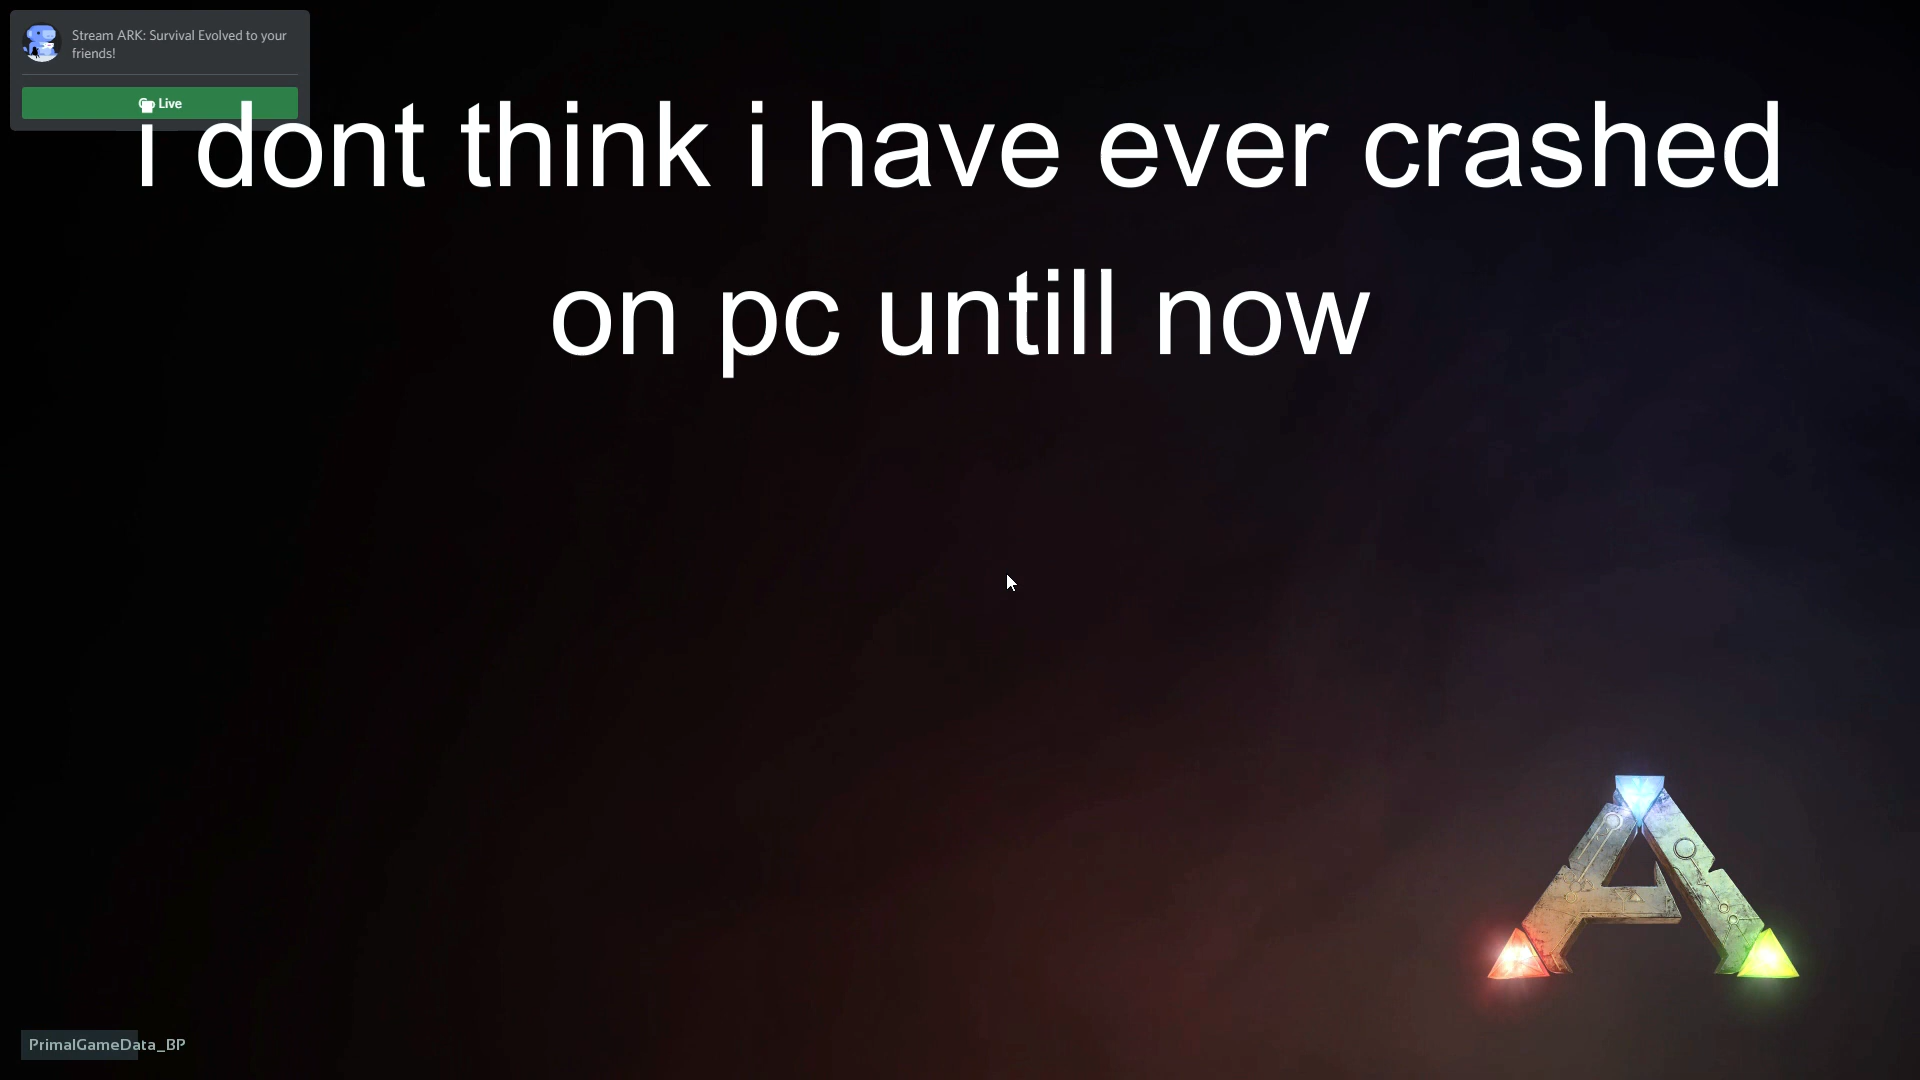 Stream ARK: Survival Evolved to your
friends!
Go Live
i dont think i have ever crashed
on pc untill now
PrimalGameData_BP